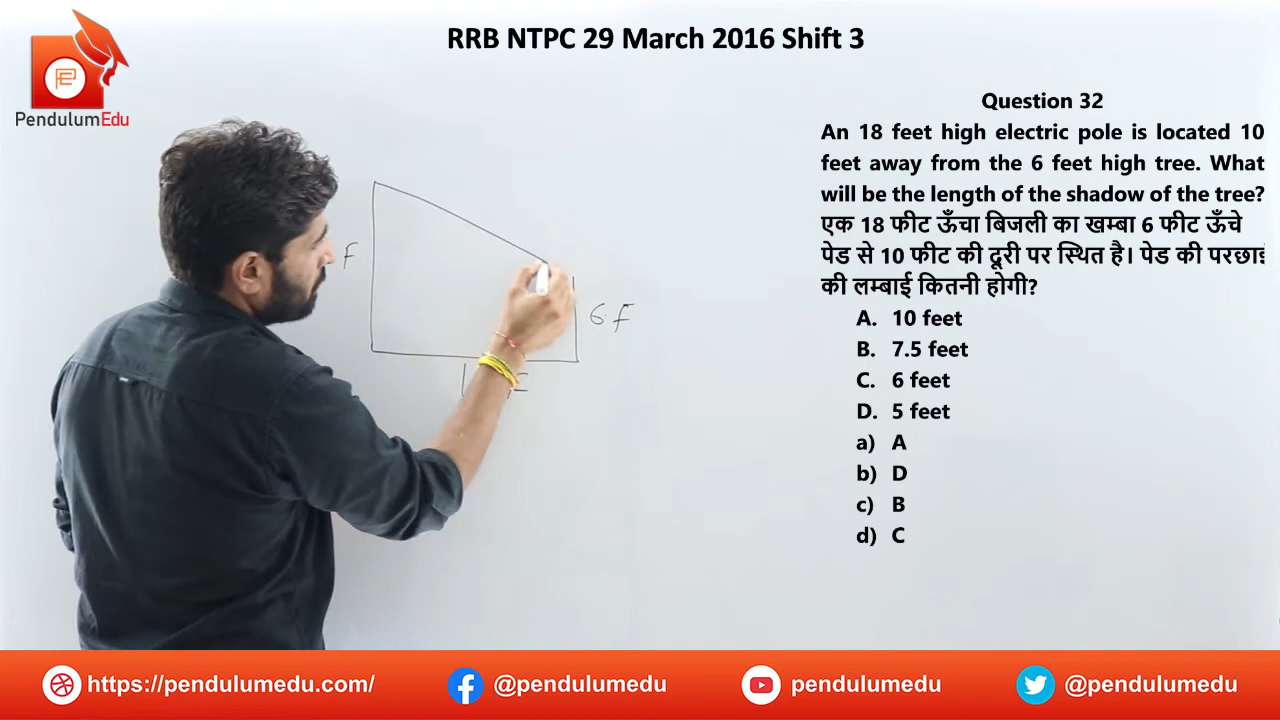 RRB NTPC 29 March 2016 Shift 3
PendulumEdu
Question 32
An 18 feet high electric pole is located 10
feet away from the 6 feet high tree. What
will be the length of the shadow of the tree?
एक 18 फीट ऊँचा बिजली का खम्बा 6 फीट ऊँचे
पेड से 10 फीट की दूरी पर स्थित है। पेड की परछाई
की लम्बाई कितनी होगी?
A. 10 feet
B. 7.5 feet
C. 6 feet
D. 5 feet
a) A
b) D
c) B
d) C
F
6 F
https://pendulumedu.com/
@pendulumedu
pendulumedu
@pendulumedu